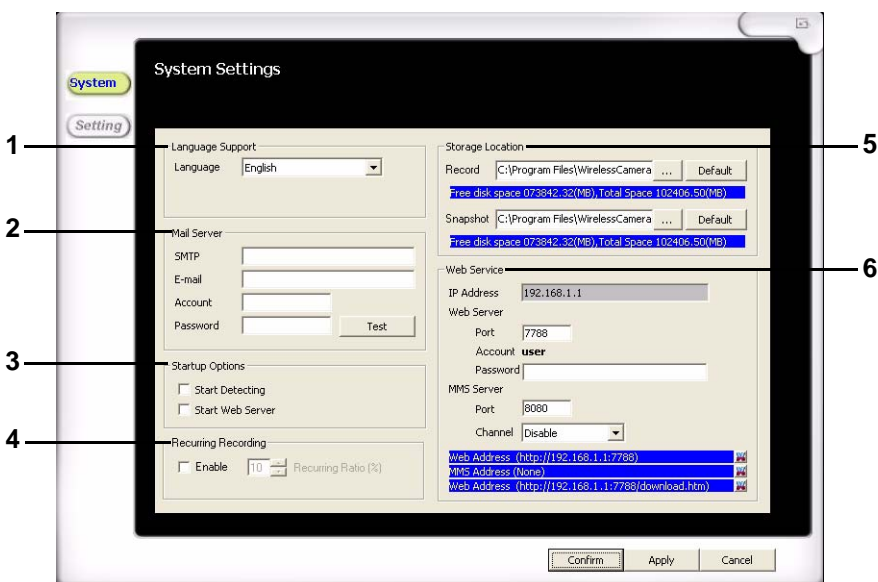 System
Setting
System Settings
1
Language Support
Language English
2
Mail Server
SMTP
E-mail
Account
Password Test
3
Startup Options
Start Detecting
Start Web Server
4
Recurring Recording
Enable 10 Recurring Ratio (%)
5
Storage Location
Record C:\Program Files\WirelessCamera ... Default
Free disk space 073842.32(MB),Total Space 102406.50(MB)
Snapshot C:\Program Files\WirelessCamera ... Default
Free disk space 073842.32(MB),Total Space 102406.50(MB)
6
Web Service
IP Address 192.168.1.1
Web Server
Port 7788
Account user
Password
MMS Server
Port 8080
Channel Disable
Web Address (http://192.168.1.1:7788)
MMS Address (None)
Web Address (http://192.168.1.1:7788/download.htm)
Confirm Apply Cancel